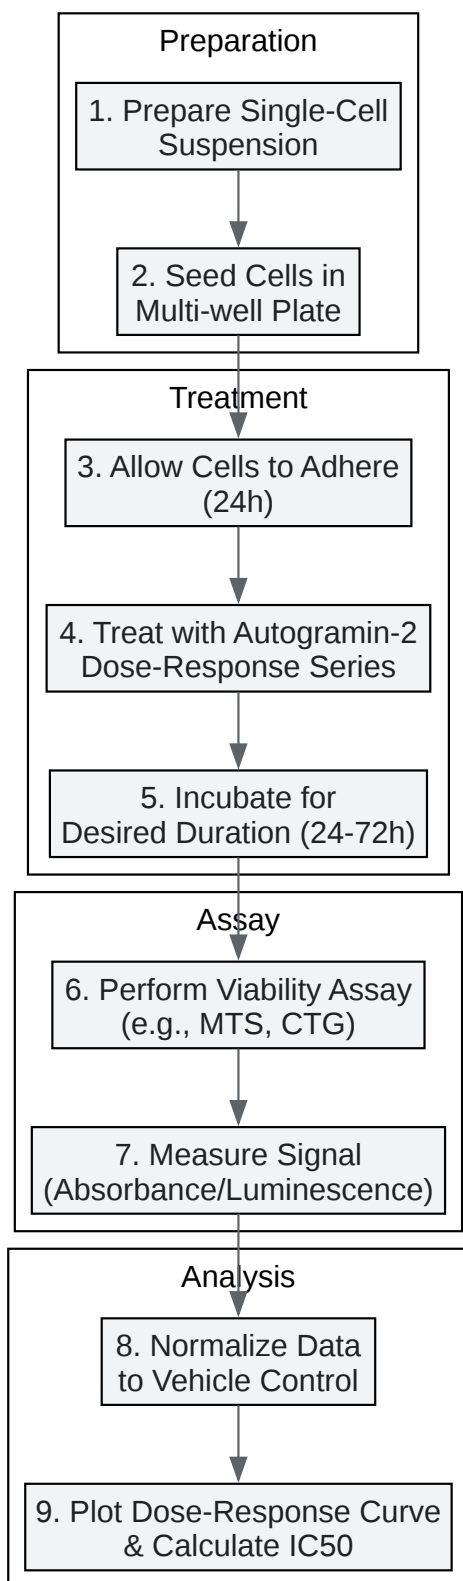 Preparation
1. Prepare Single-Cell
Suspension
2. Seed Cells in
Multi-well Plate
Treatment
3. Allow Cells to Adhere
(24h)
4. Treat with Autogramin-2
Dose-Response Series
5. Incubate for
Desired Duration (24-72h)
Assay
6. Perform Viability Assay
(e.g., MTS, CTG)
7. Measure Signal
(Absorbance/Luminescence)
Analysis
8. Normalize Data
to Vehicle Control
9. Plot Dose-Response Curve
& Calculate IC50